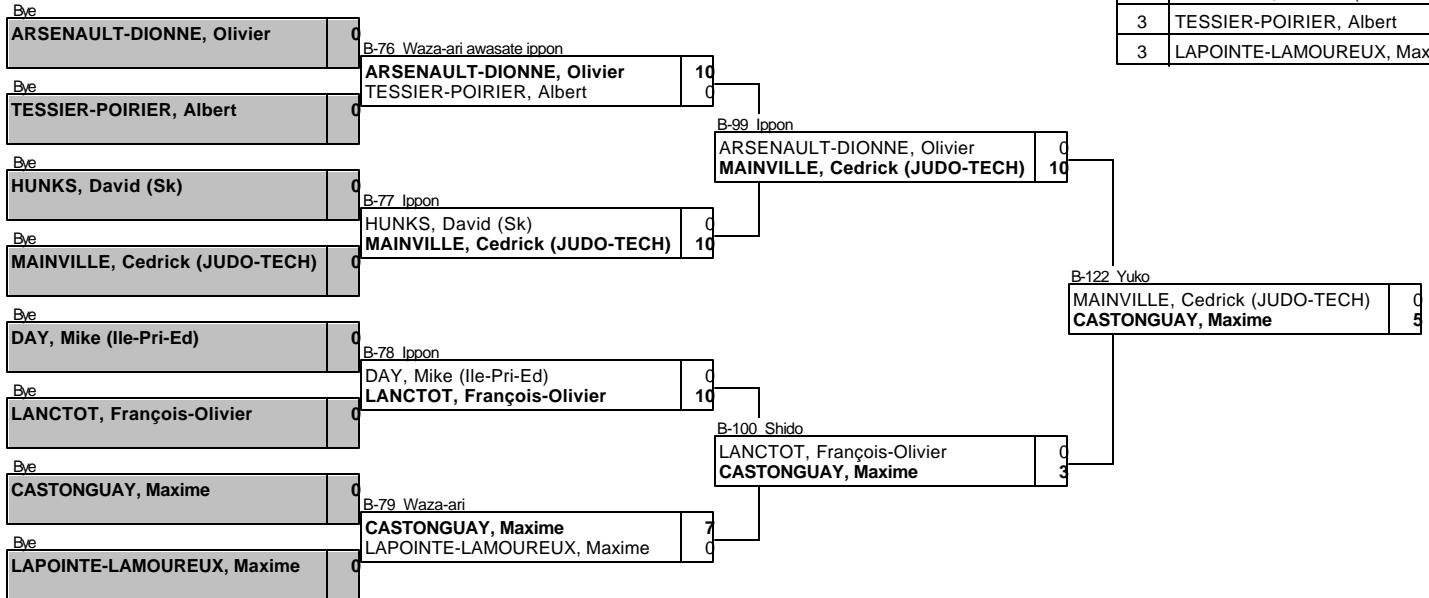 Bye
ARSENAULT-DIONNE, Olivier 0
Bye
TESSIER-POIRIER, Albert 0
Bye
HUNKS, David (Sk) 0
Bye
MAINVILLE, Cedrick (JUDO-TECH) 0
Bye
DAY, Mike (Ile-Pri-Ed) 0
Bye
LANCTOT, François-Olivier 0
Bye
CASTONGUAY, Maxime 0
Bye
LAPOINTE-LAMOUREUX, Maxime 0
B-76 Waza-ari awasate ippon
ARSENAULT-DIONNE, Olivier 10
TESSIER-POIRIER, Albert 0
B-77 Ippon
HUNKS, David (Sk) 0
MAINVILLE, Cedrick (JUDO-TECH) 10
B-78 Ippon
DAY, Mike (Ile-Pri-Ed) 0
LANCTOT, François-Olivier 10
B-79 Waza-ari
CASTONGUAY, Maxime 7
LAPOINTE-LAMOUREUX, Maxime 0
B-99 Ippon
ARSENAULT-DIONNE, Olivier 0
MAINVILLE, Cedrick (JUDO-TECH) 10
B-100 Shido
LANCTOT, François-Olivier 0
CASTONGUAY, Maxime 3
B-122 Yuko
MAINVILLE, Cedrick (JUDO-TECH) 0
CASTONGUAY, Maxime 5
3 TESSIER-POIRIER, Albert
3 LAPOINTE-LAMOUREUX, Max